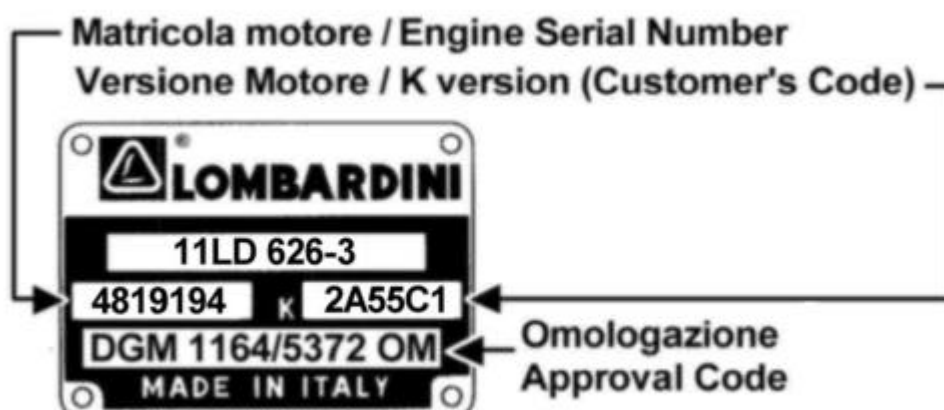 Matricola motore / Engine Serial Number
Versione Motore / K version (Customer's Code)
® LOMBARDINI
11LD 626-3
4819194 K 2A55C1
DGM 1164/5372 OM
Omologazione
Approval Code
MADE IN ITALY